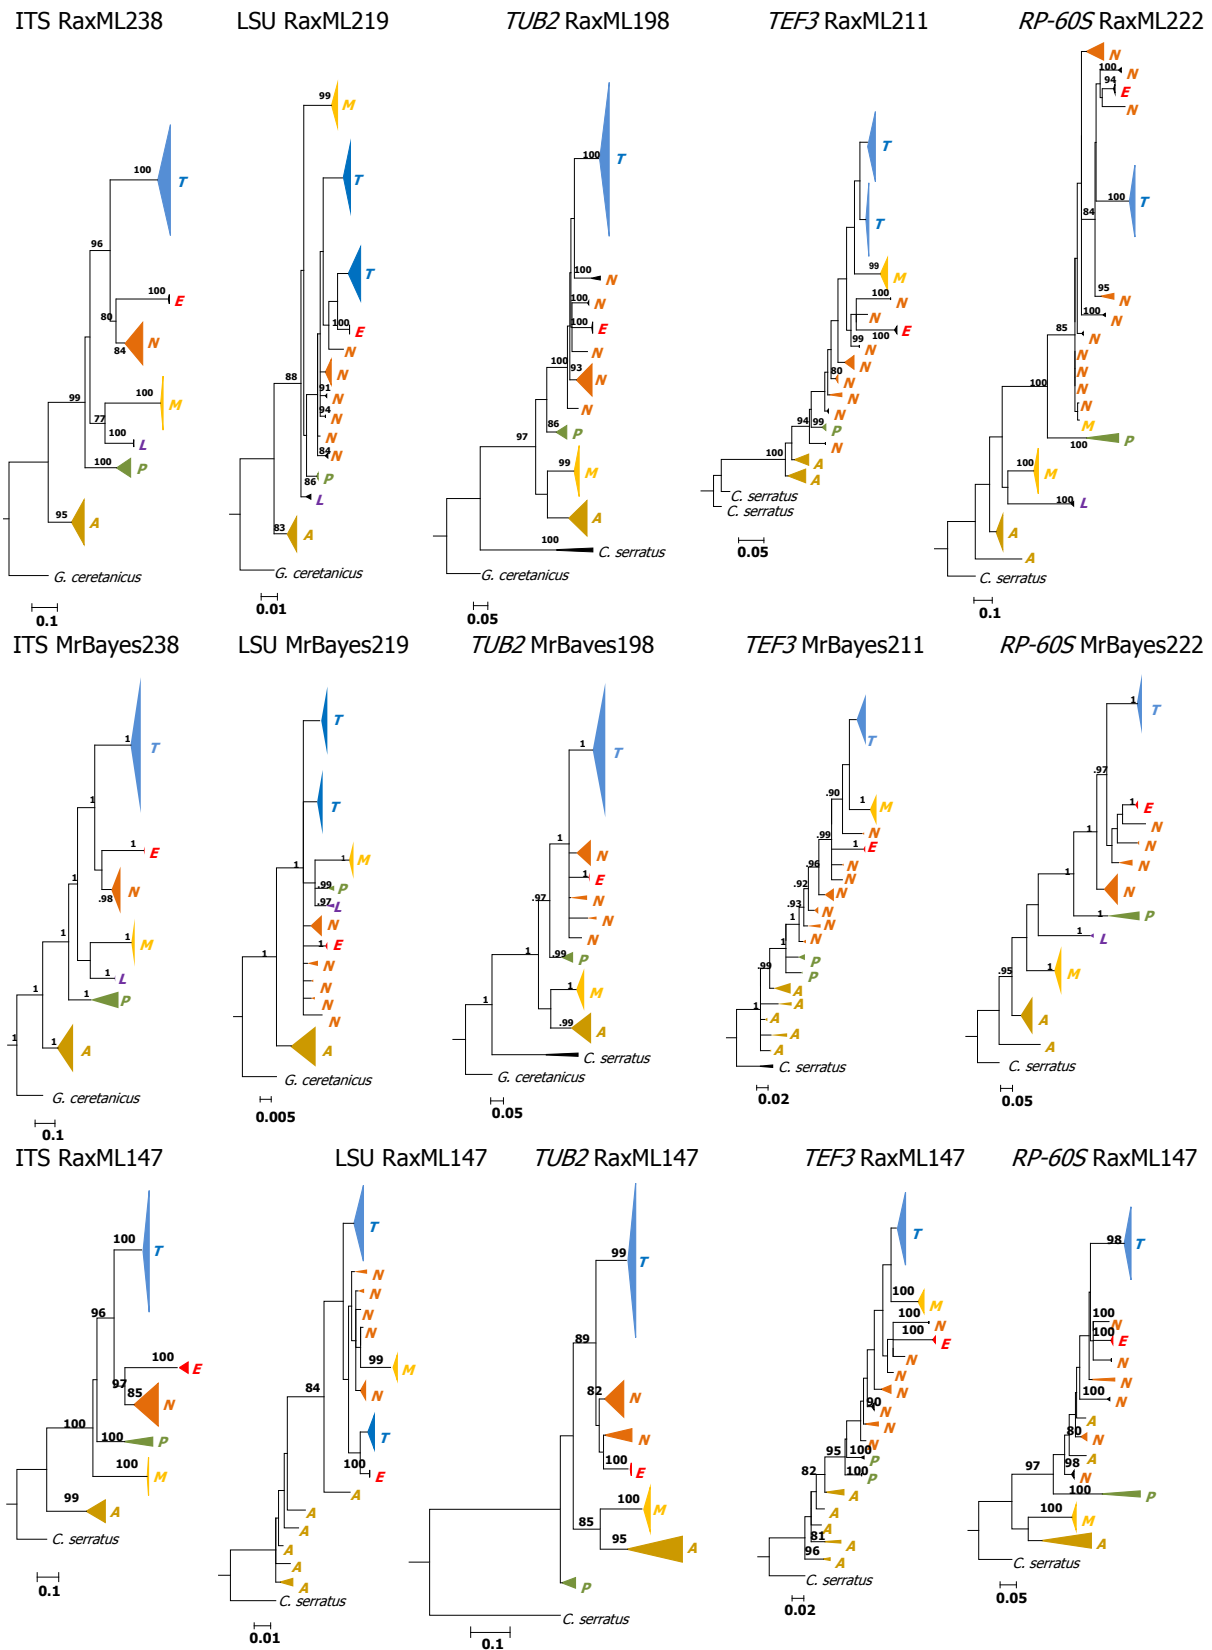 ITS RaxML238
LSU RaxML219
TUB2 RaxML198
TEF3 RaxML211
RP-60S RaxML222
100
T
96
100
E
80
84
N
99
100
M
77
100
L
100
P
95
A
G. ceretanicus
0.1
99
M
T
T
100
E
N
88
N
91
N
94
N
N
84
N
86
P
L
83
A
G. ceretanicus
0.01
100
T
100
N
100
N
100
E
N
100
93
N
N
86
P
97
99
M
A
100
C. serratus
G. ceretanicus
0.05
T
T
99
M
100
N
N
100
E
99
N
N
80
N
N
N
94
99
P
N
100
A
A
C. serratus
C. serratus
0.05
N
100
N
94
E
N
100
T
84
95
N
100
N
85
N
N
N
N
M
100
100
P
100
M
100
L
A
A
C. serratus
0.1
ITS MrBayes238
LSU MrBayes219
TUB2 MrBaves198
TEF3 MrBayes211
RP-60S MrBayes222
1
T
1
1
E
.98
N
1
1
M
1
L
1
P
1
1
1
A
G. ceretanicus
0.1
T
T
1
1
M
.99
P
.97
L
N
1
E
N
N
N
N
1
A
G. ceretanicus
0.005
1
T
1
N
1
E
N
.97
N
N
1
.99
P
1
1
M
.99
A
C. serratus
G. ceretanicus
0.05
T
.90
1
M
N
.99
E
.96
N
N
.92
N
.93
N
1
N
N
1
P
P
.99
A
A
1
A
A
A
C. serratus
0.02
1
T
.97
1
E
N
N
1
N
N
1
P
1
L
.95
1
M
A
A
C. serratus
0.05
ITS RaxML147
LSU RaxML147
TUB2 RaxML147
TEF3 RaxML147
RP-60S RaxML147
100
T
96
100
E
97
85
N
100
100
P
100
M
99
A
C. serratus
0.1
T
N
N
N
N
99
M
84
N
T
100
E
A
A
A
A
A
A
C. serratus
0.01
99
T
89
82
N
N
100
E
100
M
85
95
A
P
C. serratus
0.1
T
100
M
100
N
100
E
N
N
90
N
N
N
95
100
P
82
100
P
A
A
A
81
A
96
A
C. serratus
0.02
98
T
100
N
100
E
N
N
100
N
A
80
N
A
98
N
97
100
P
M
A
C. serratus
0.05